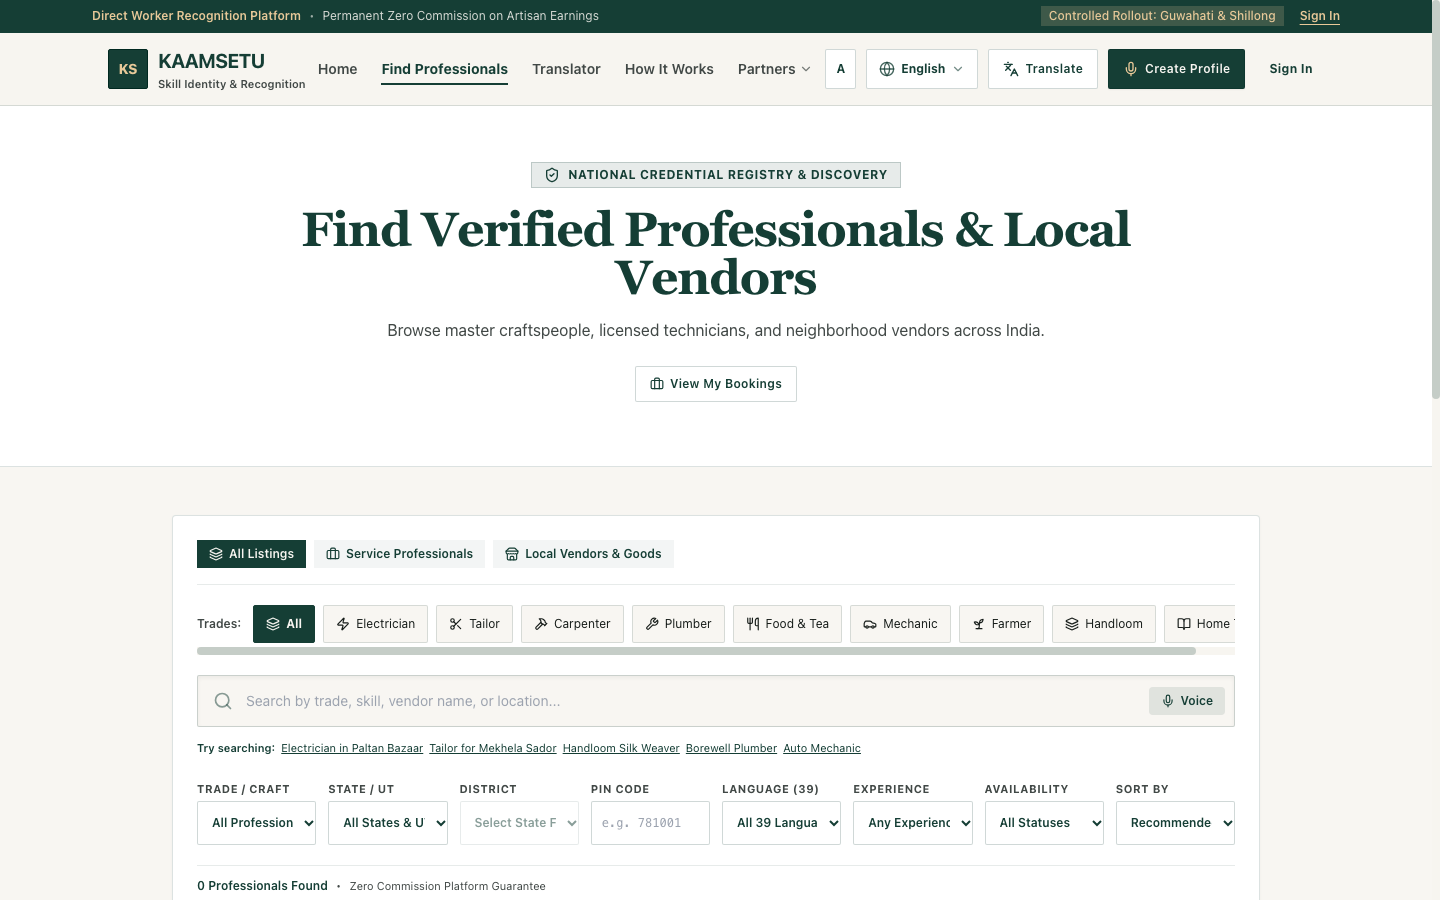 Direct Worker Recognition Platform • Permanent Zero Commission on Artisan Earnings
Controlled Rollout: Guwahati & Shillong
Sign In
KS
KAAMSETU
Skill Identity & Recognition
Home
Find Professionals
Translator
How It Works
Partners
A
English
Translate
Create Profile
Sign In
NATIONAL CREDENTIAL REGISTRY & DISCOVERY
Find Verified Professionals & Local
Vendors
Browse master craftspeople, licensed technicians, and neighborhood vendors across India.
View My Bookings
All Listings
Service Professionals
Local Vendors & Goods
Trades:
All
Electrician
Tailor
Carpenter
Plumber
Food & Tea
Mechanic
Farmer
Handloom
Home
Search by trade, skill, vendor name, or location...
Voice
Try searching: Electrician in Paltan Bazaar Tailor for Mekhela Sador Handloom Silk Weaver Borewell Plumber Auto Mechanic
TRADE / CRAFT
STATE / UT
DISTRICT
PIN CODE
LANGUAGE (39)
EXPERIENCE
AVAILABILITY
SORT BY
All Profession
All States & U
Select State F
e.g. 781001
All 39 Langua
Any Experienc
All Statuses
Recommende
0 Professionals Found • Zero Commission Platform Guarantee